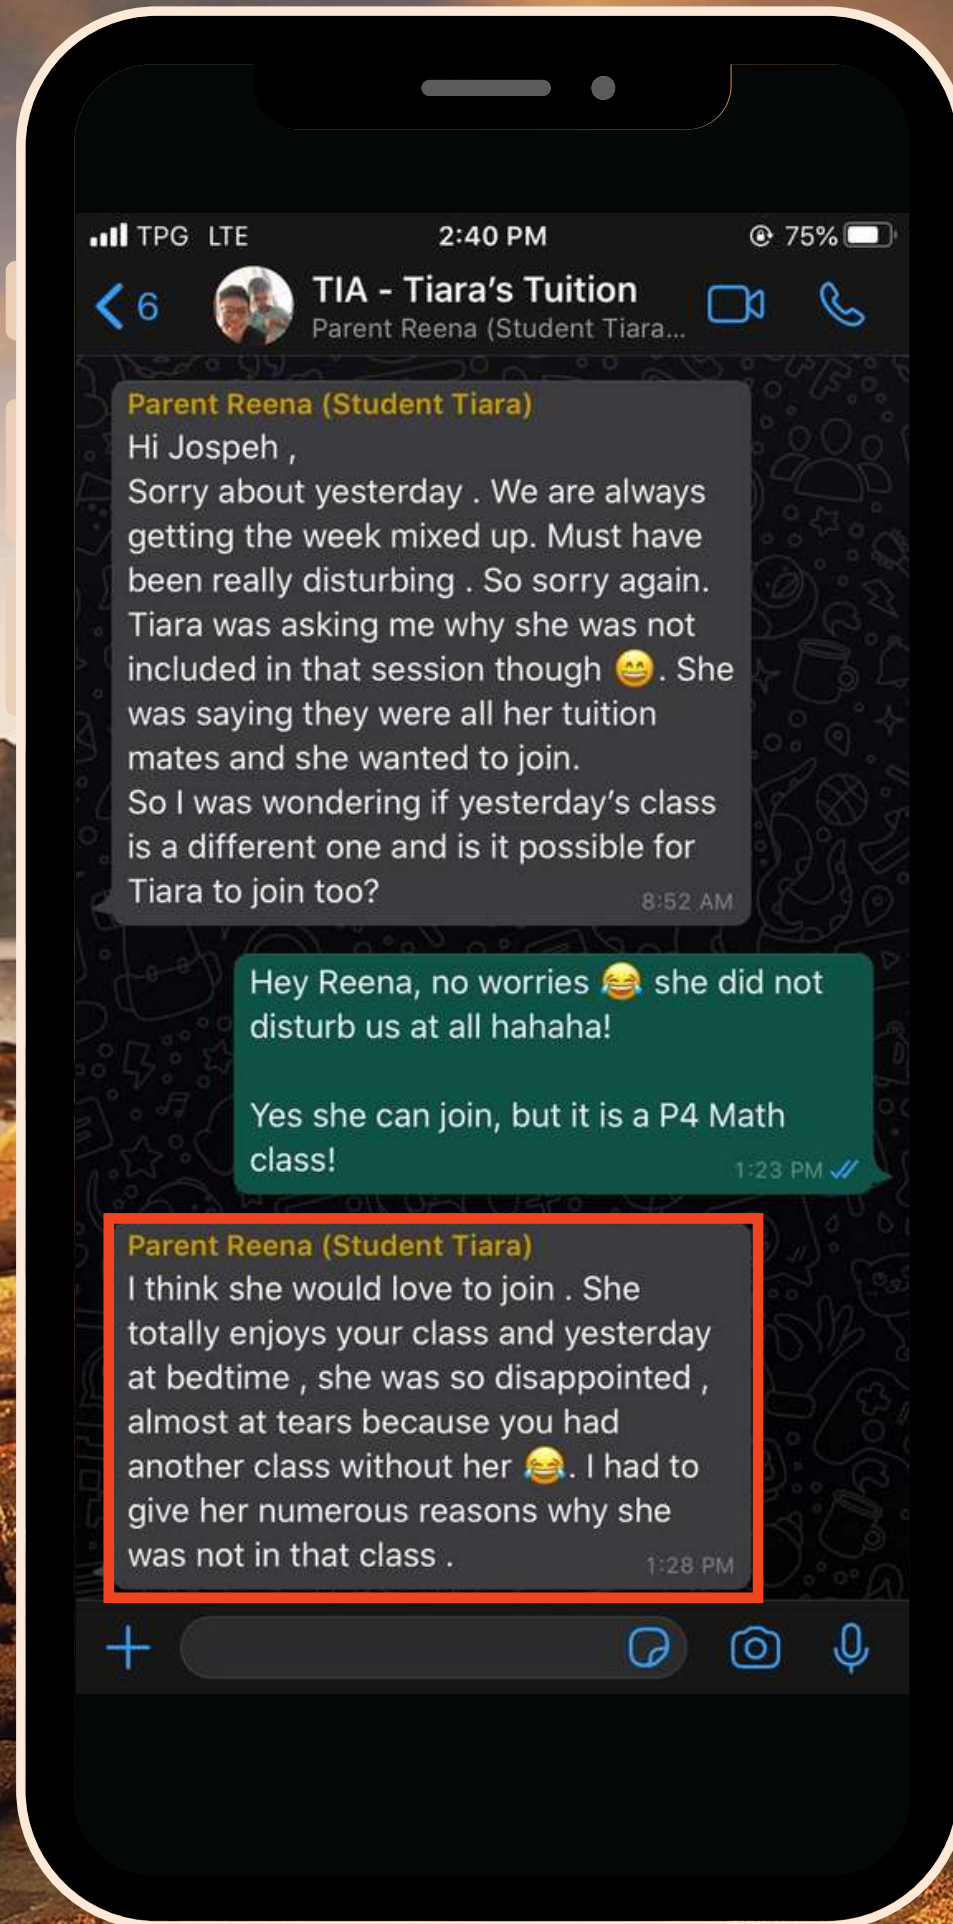 TPG LTE 2:40 PM 75%
6 TIA - Tiara's Tuition
Parent Reena (Student Tiara...
Parent Reena (Student Tiara)
Hi Jospeh ,
Sorry about yesterday . We are always
getting the week mixed up. Must have
been really disturbing . So sorry again.
Tiara was asking me why she was not
included in that session though 😄. She
was saying they were all her tuition
mates and she wanted to join.
So I was wondering if yesterday's class
is a different one and is it possible for
Tiara to join too?
8:52 AM
Hey Reena, no worries 😂 she did not
disturb us at all hahaha!
Yes she can join, but it is a P4 Math
class!
1:23 PM
Parent Reena (Student Tiara)
I think she would love to join . She
totally enjoys your class and yesterday
at bedtime , she was so disappointed ,
almost at tears because you had
another class without her 😂. I had to
give her numerous reasons why she
was not in that class .
1:28 PM